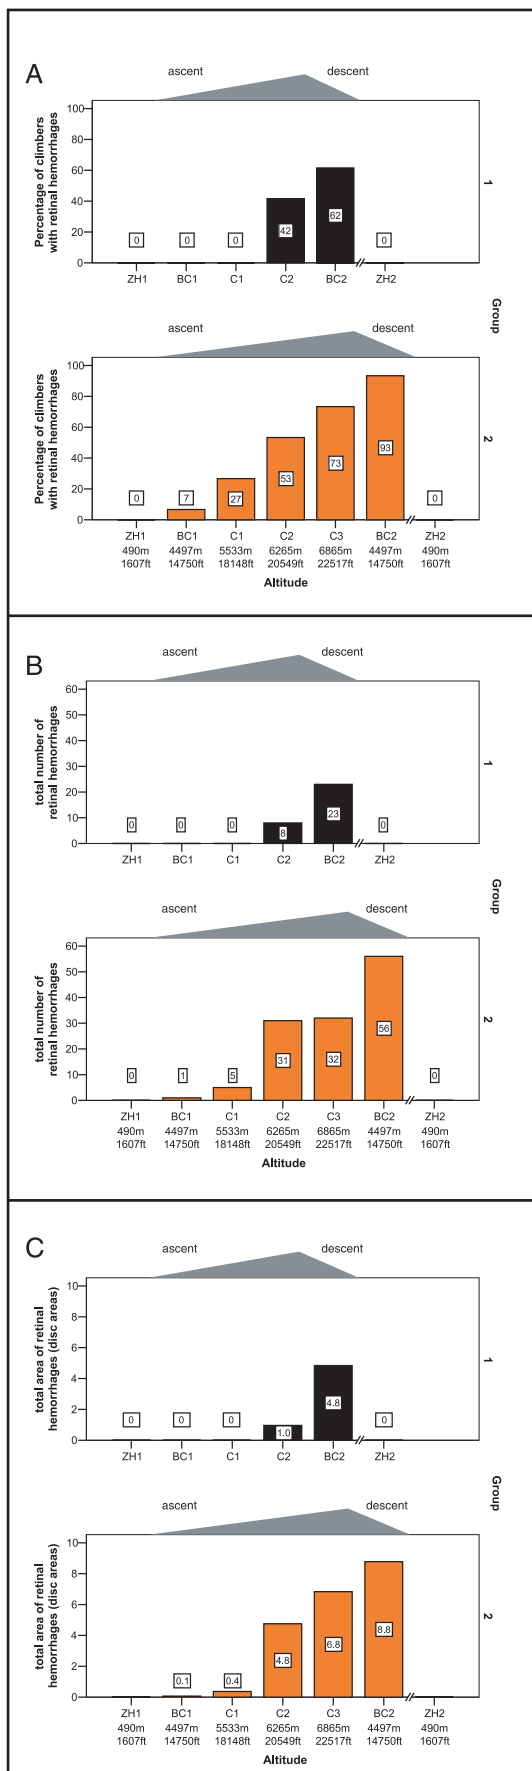 A
ascent descent
Percentage of climbers
with retinal hemorrhages
100
80
60
40
20
0
0 0 0 42 62 0
ZH1 BC1 C1 C2 BC2 ZH2
1
Group
ascent descent
Percentage of climbers
with retinal hemorrhages
100
80
60
40
20
0
0 7 27 53 73 93 0
2
ZH1 BC1 C1 C2 C3 BC2 ZH2
490m 4497m 5533m 6265m 6865m 4497m 490m
1607ft 14750ft 18148ft 20549ft 22517ft 14750ft 1607ft
Altitude
B
ascent descent
total number of
retinal hemorrhages
60
50
40
30
20
10
0
0 0 0 8 23 0
ZH1 BC1 C1 C2 BC2 ZH2
1
Group
ascent descent
total number of
retinal hemorrhages
60
50
40
30
20
10
0
0 1 5 31 32 56 0
2
ZH1 BC1 C1 C2 C3 BC2 ZH2
490m 4497m 5533m 6265m 6865m 4497m 490m
1607ft 14750ft 18148ft 20549ft 22517ft 14750ft 1607ft
Altitude
C
ascent descent
total area of retinal
hemorrhages (disc areas)
10
8
6
4
2
0
0 0 0 1.0 4.8 0
ZH1 BC1 C1 C2 BC2 ZH2
1
Group
ascent descent
total area of retinal
hemorrhages (disc areas)
10
8
6
4
2
0
0.1 0.4 4.8 6.8 8.8
2
ZH1 BC1 C1 C2 C3 BC2 ZH2
490m 4497m 5533m 6265m 6865m 4497m 490m
1607ft 14750ft 18148ft 20549ft 22517ft 14750ft 1607ft
Altitude